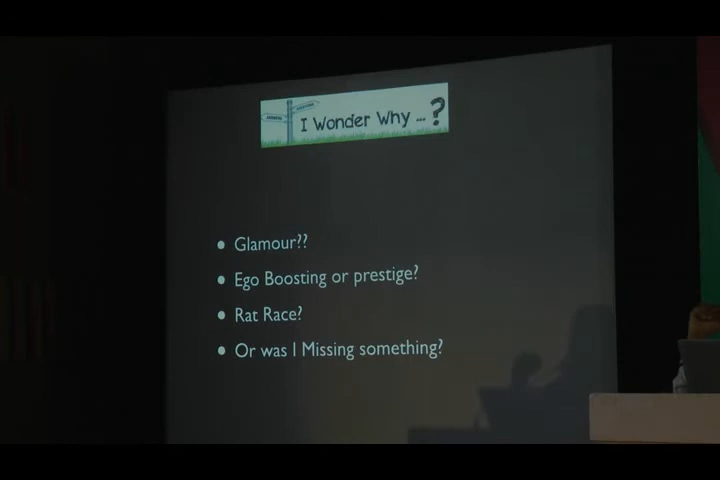 I Wonder Why ... ?
• Glamour??
• Ego Boosting or prestige?
• Rat Race?
• Or was I Missing something?